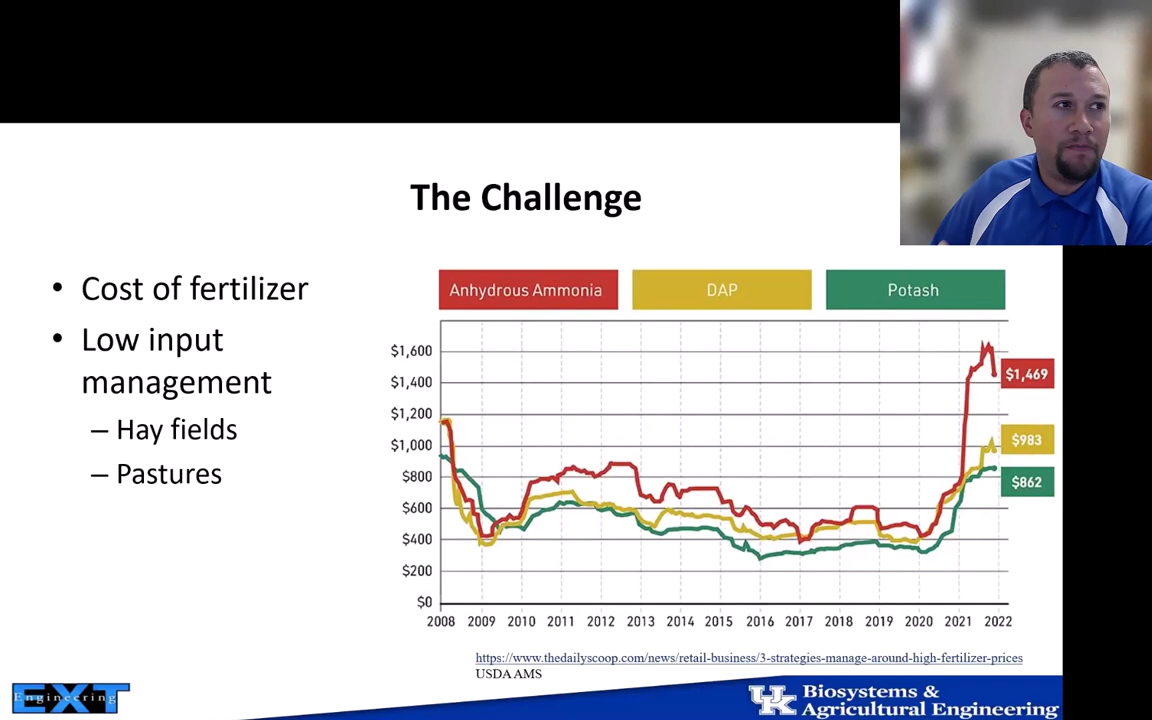 The Challenge
• Cost of fertilizer
• Low input
management
– Hay fields
– Pastures
Anhydrous Ammonia DAP Potash
$1,600
$1,400
$1,200
$1,000
$800
$600
$400
$200
$0
$1,469
$983
$862
2008 2009 2010 2011 2012 2013 2014 2015 2016 2017 2018 2019 2020 2021 2022
https://www.thedailyscoop.com/news/retail-business/3-strategies-manage-around-high-fertilizer-prices
USDA AMS
EXT
Engineering
UK
Biosystems &
Agricultural Engineering